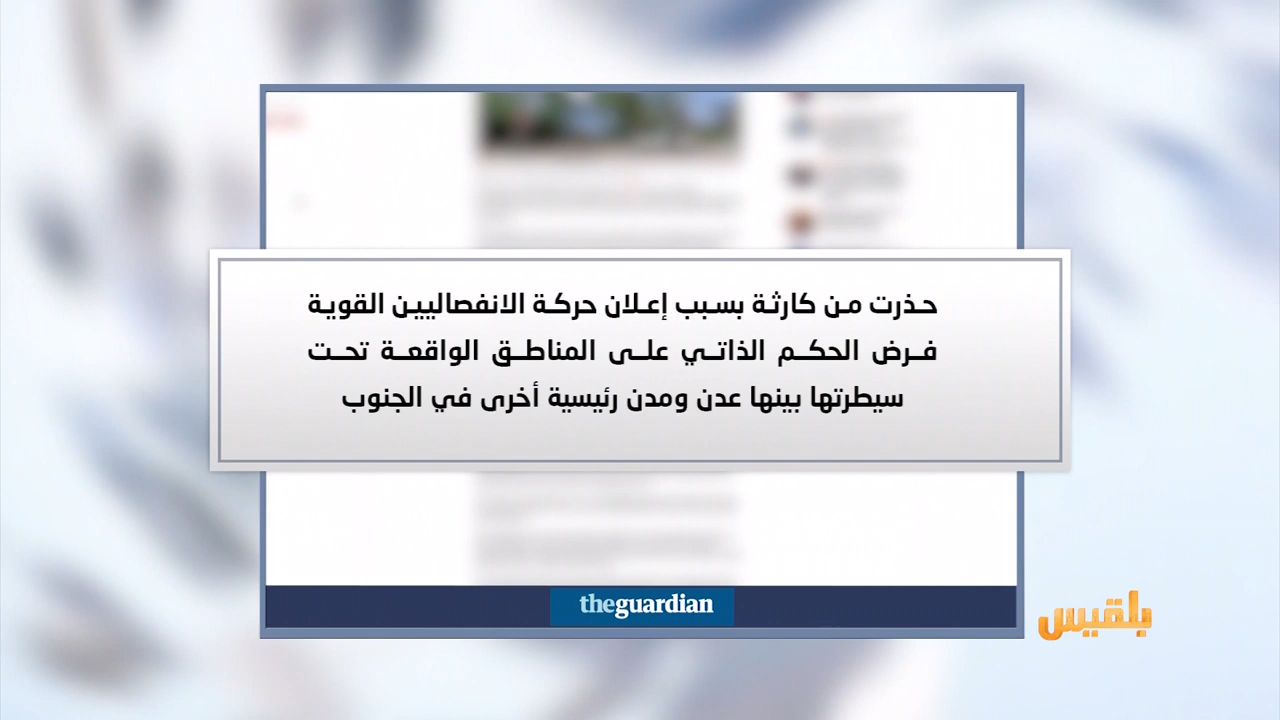 حذرت من كارثة بسبب إعلان حركة الانفصاليين القوية
فرض الحكم الذاتي على المناطق الواقعة تحت
سيطرتها بينها عدن ومدن رئيسية أخرى في الجنوب
theguardian
بلقيس